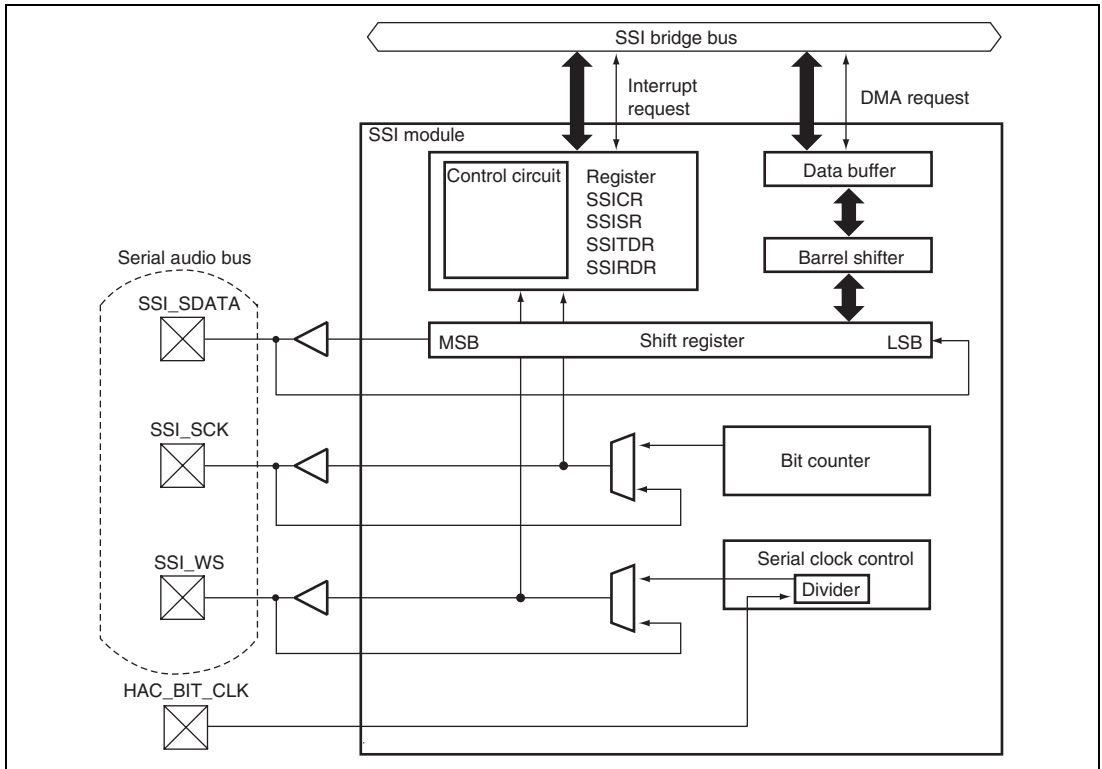 SSI bridge bus
Interrupt
request
DMA request
SSI module
Control circuit
Register
SSICR
SSISR
SSITDR
SSIRDR
Data buffer
Barrel shifter
Serial audio bus
SSI_SDATA
MSB
Shift register
LSB
SSI_SCK
Bit counter
SSI_WS
Serial clock control
Divider
HAC_BIT_CLK